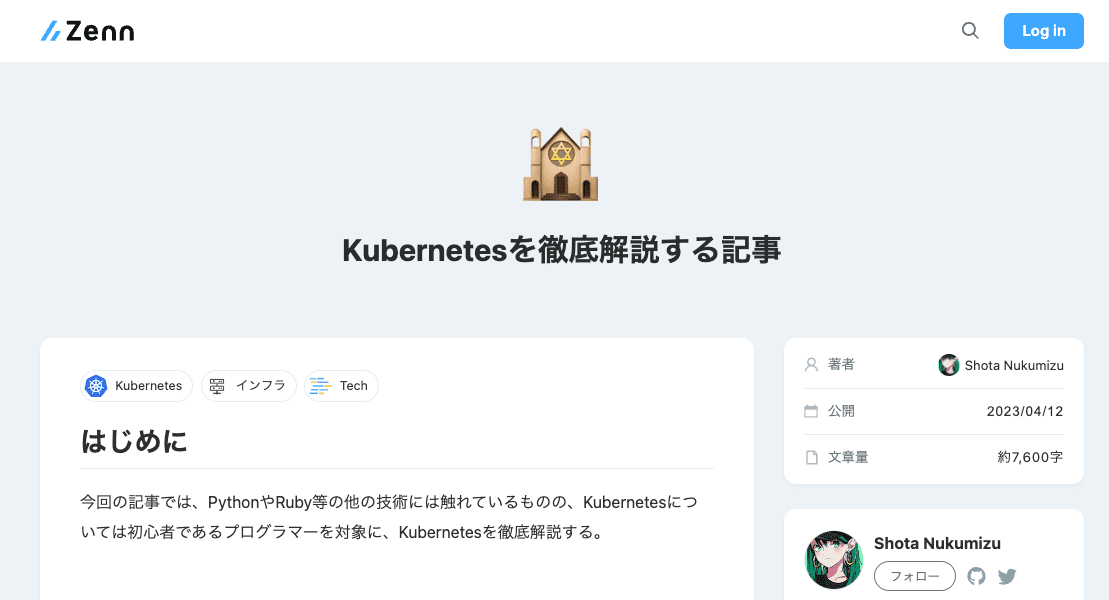 Zenn
Log in
Kubernetesを徹底解説する記事
Kubernetes
インフラ
Tech
はじめに
今回の記事では、PythonやRuby等の他の技術には触れているものの、Kubernetesにつ
いては初心者であるプログラマーを対象に、Kubernetesを徹底解説する。
著者
Shota Nukumizu
公開
2023/04/12
文章量
約7,600字
Shota Nukumizu
フォロー